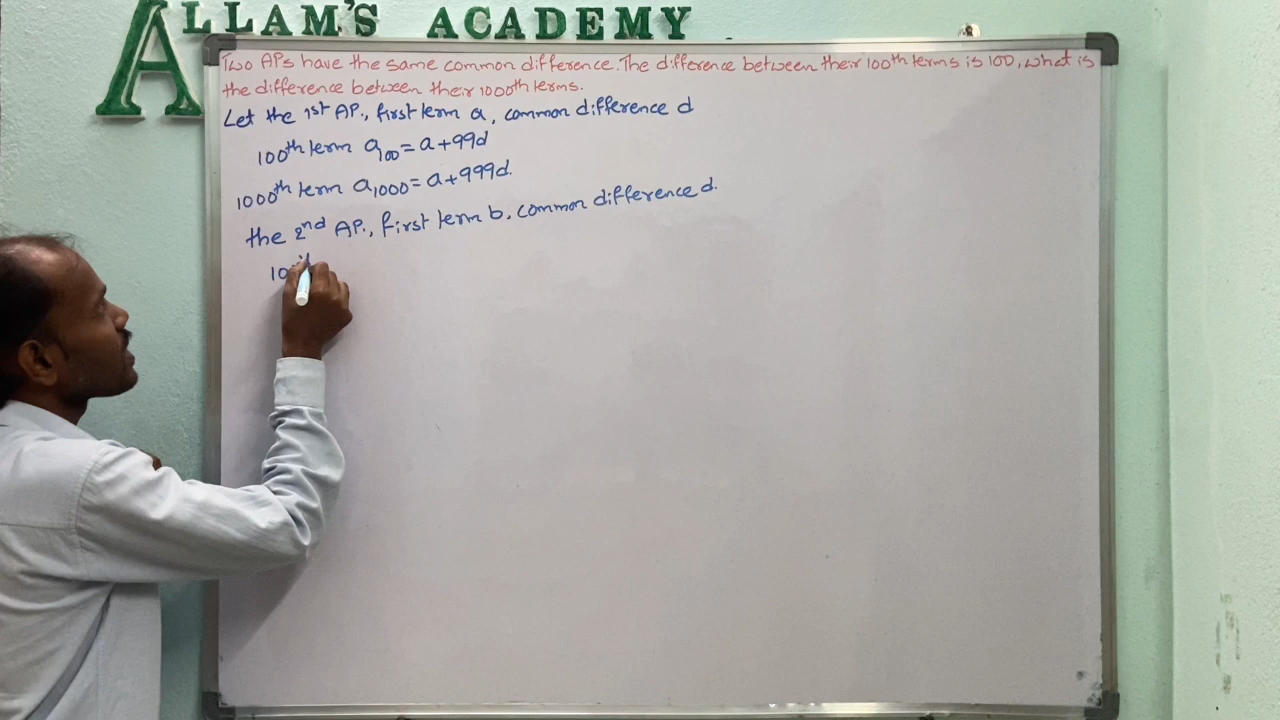 ALLAM'S ACADEMY
Two APs have the same common difference. The difference between their 100th terms is 100, what is
the difference between their 1000th terms.
Let the 1st AP., first term a, common difference d
100th term a100 = a+99d
1000th term a1000 = a+999d.
the 2nd AP., first term b, common difference d.
10